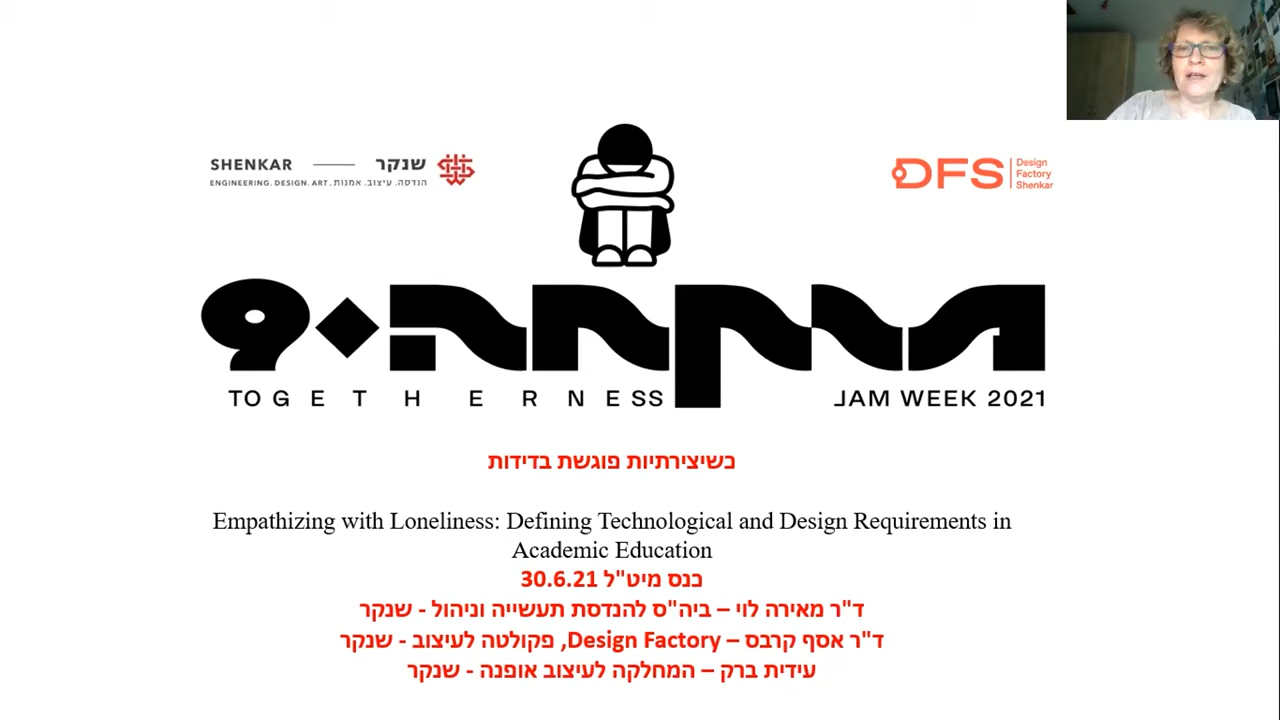 SHENKAR — שנקר
ENGINEERING. DESIGN. ART . הנדסה. עיצוב. אמנות
DFS
Design
Factory
Shenkar
TOGETHERNESS
JAM WEEK 2021
כשיצירתיות פוגשת בדידות
Empathizing with Loneliness: Defining Technological and Design Requirements in
Academic Education
כנס מיט"ל 30.6.21
ד"ר מאירה לוי – ביה"ס להנדסת תעשייה וניהול - שנקר
ד"ר אסף קרבס – Design Factory, פקולטה לעיצוב - שנקר
עידית ברק – המחלקה לעיצוב אופנה - שנקר